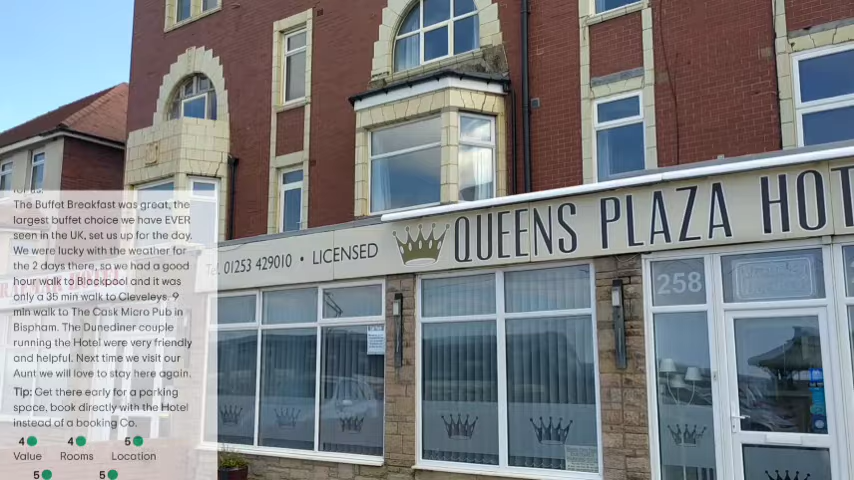 for us.
The Buffet Breakfast was great, the
largest buffet choice we have EVER
seen in the UK, set us up for the day.
We were lucky with the weather for
the 2 days there, so we had a good
hour walk to Blackpool and it was
only a 35 min walk to Cleveleys. 9
min walk to The Cask Micro Pub in
Bispham. The Dunediner couple
running the Hotel were very friendly
and helpful. Next time we visit our
Aunt we will love to stay here again.
Tip: Get there early for a parking
space, book directly with the Hotel
instead of a booking Co.
4 4 5
Value Rooms Location
5 5
Tel. 01253 429010 • LICENSED QUEENS PLAZA HOT
258